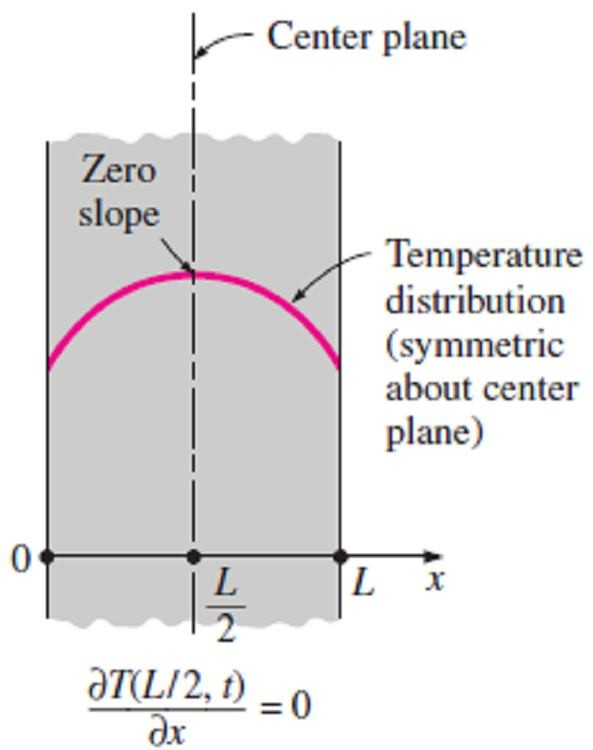 Center plane
Zero
slope
Temperature
distribution
(symmetric
about center
plane)
0
L/2
L
x
∂T(L/2, t)/∂x = 0